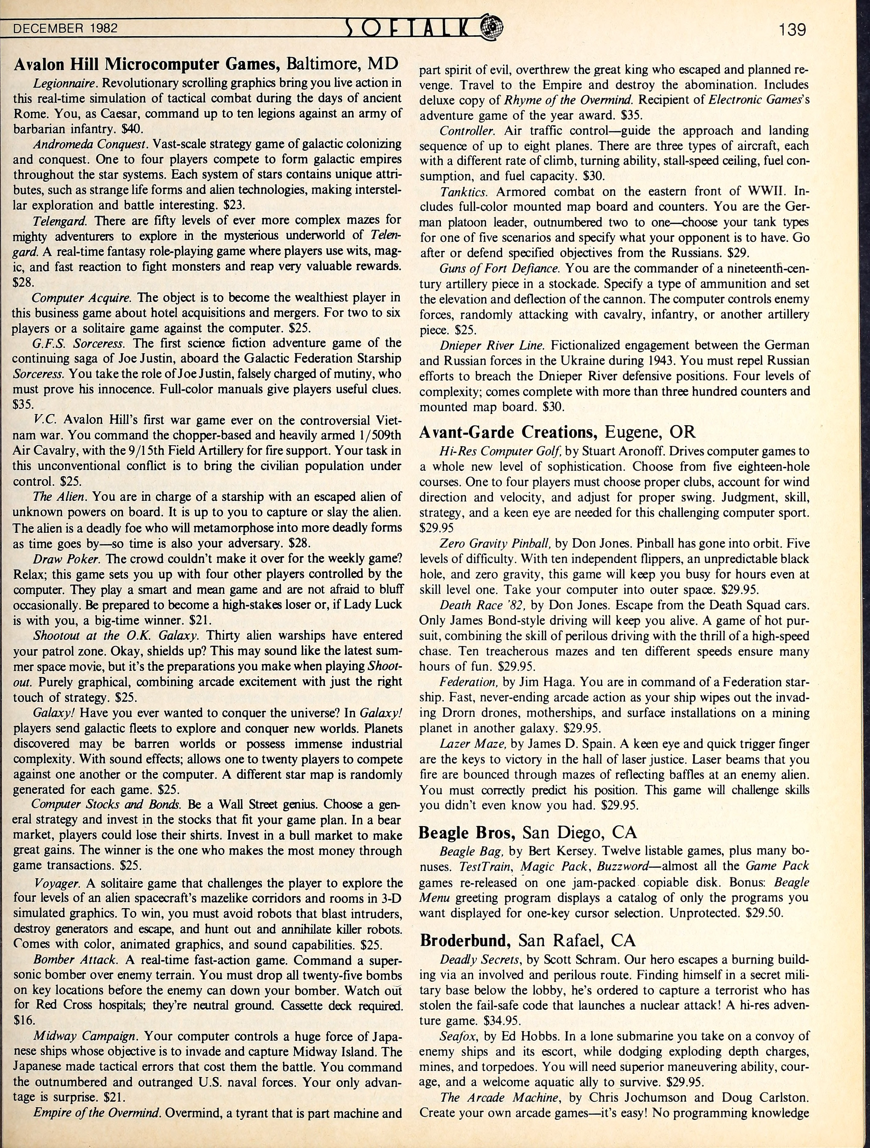 DECEMBER 1982
SOFTALK
139
Avalon Hill Microcomputer Games, Baltimore, MD
Legionnaire. Revolutionary scrolling graphics bring you live action in
this real-time simulation of tactical combat during the days of ancient
Rome. You, as Caesar, command up to ten legions against an army of
barbarian infantry. $40.
Andromeda Conquest. Vast-scale strategy game of galactic colonizing
and conquest. One to four players compete to form galactic empires
throughout the star systems. Each system of stars contains unique attri-
butes, such as strange life forms and alien technologies, making interstel-
lar exploration and battle interesting. $23.
Telengard. There are fifty levels of ever more complex mazes for
mighty adventurers to explore in the mysterious underworld of Telen-
gard. A real-time fantasy role-playing game where players use wits, mag-
ic, and fast reaction to fight monsters and reap very valuable rewards.
$28.
Computer Acquire. The object is to become the wealthiest player in
this business game about hotel acquisitions and mergers. For two to six
players or a solitaire game against the computer. $25.
G.F.S. Sorceress. The first science fiction adventure game of the
continuing saga of Joe Justin, aboard the Galactic Federation Starship
Sorceress. You take the role of Joe Justin, falsely charged of mutiny, who
must prove his innocence. Full-color manuals give players useful clues.
$35.
V.C. Avalon Hill's first war game ever on the controversial Viet-
nam war. You command the chopper-based and heavily armed 1/509th
Air Cavalry, with the 9/15th Field Artillery for fire support. Your task in
this unconventional conflict is to bring the civilian population under
control. $25.
The Alien. You are in charge of a starship with an escaped alien of
unknown powers on board. It is up to you to capture or slay the alien.
The alien is a deadly foe who will metamorphose into more deadly forms
as time goes by—so time is also your adversary. $28.
Draw Poker. The crowd couldn't make it over for the weekly game?
Relax; this game sets you up with four other players controlled by the
computer. They play a smart and mean game and are not afraid to bluff
occasionally. Be prepared to become a high-stakes loser or, if Lady Luck
is with you, a big-time winner. $21.
Shootout at the O.K. Galaxy. Thirty alien warships have entered
your patrol zone. Okay, shields up? This may sound like the latest sum-
mer space movie, but it's the preparations you make when playing Shoot-
out. Purely graphical, combining arcade excitement with just the right
touch of strategy. $25.
Galaxy! Have you ever wanted to conquer the universe? In Galaxy!
players send galactic fleets to explore and conquer new worlds. Planets
discovered may be barren worlds or possess immense industrial
complexity. With sound effects; allows one to twenty players to compete
against one another or the computer. A different star map is randomly
generated for each game. $25.
Computer Stocks and Bonds. Be a Wall Street genius. Choose a gen-
eral strategy and invest in the stocks that fit your game plan. In a bear
market, players could lose their shirts. Invest in a bull market to make
great gains. The winner is the one who makes the most money through
game transactions. $25.
Voyager. A solitaire game that challenges the player to explore the
four levels of an alien spacecraft's mazelike corridors and rooms in 3-D
simulated graphics. To win, you must avoid robots that blast intruders,
destroy generators and escape, and hunt out and annihilate killer robots.
Comes with color, animated graphics, and sound capabilities. $25.
Bomber Attack. A real-time fast-action game. Command a super-
sonic bomber over enemy terrain. You must drop all twenty-five bombs
on key locations before the enemy can down your bomber. Watch out
for Red Cross hospitals; they're neutral ground. Cassette deck required.
$16.
Midway Campaign. Your computer controls a huge force of Japa-
nese ships whose objective is to invade and capture Midway Island. The
Japanese made tactical errors that cost them the battle. You command
the outnumbered and outranged U.S. naval forces. Your only advan-
tage is surprise. $21.
Empire of the Overmind. Overmind, a tyrant that is part machine and
part spirit of evil, overthrew the great king who escaped and planned re-
venge. Travel to the Empire and destroy the abomination. Includes
deluxe copy of Rhyme of the Overmind. Recipient of Electronic Games's
adventure game of the year award. $35.
Controller. Air traffic control—guide the approach and landing
sequence of up to eight planes. There are three types of aircraft, each
with a different rate of climb, turning ability, stall-speed ceiling, fuel con-
sumption, and fuel capacity. $30.
Tanktics. Armored combat on the eastern front of WWII. In-
cludes full-color mounted map board and counters. You are the Ger-
man platoon leader, outnumbered two to one—choose your tank types
for one of five scenarios and specify what your opponent is to have. Go
after or defend specified objectives from the Russians. $29.
Guns of Fort Defiance. You are the commander of a nineteenth-cen-
tury artillery piece in a stockade. Specify a type of ammunition and set
the elevation and deflection of the cannon. The computer controls enemy
forces, randomly attacking with cavalry, infantry, or another artillery
piece. $25.
Dnieper River Line. Fictionalized engagement between the German
and Russian forces in the Ukraine during 1943. You must repel Russian
efforts to breach the Dnieper River defensive positions. Four levels of
complexity; comes complete with more than three hundred counters and
mounted map board. $30.
Avant-Garde Creations, Eugene, OR
Hi-Res Computer Golf, by Stuart Aronoff. Drives computer games to
a whole new level of sophistication. Choose from five eighteen-hole
courses. One to four players must choose proper clubs, account for wind
direction and velocity, and adjust for proper swing. Judgment, skill,
strategy, and a keen eye are needed for this challenging computer sport.
$29.95
Zero Gravity Pinball, by Don Jones. Pinball has gone into orbit. Five
levels of difficulty. With ten independent flippers, an unpredictable black
hole, and zero gravity, this game will keep you busy for hours even at
skill level one. Take your computer into outer space. $29.95.
Death Race '82, by Don Jones. Escape from the Death Squad cars.
Only James Bond-style driving will keep you alive. A game of hot pur-
suit, combining the skill of perilous driving with the thrill of a high-speed
chase. Ten treacherous mazes and ten different speeds ensure many
hours of fun. $29.95.
Federation, by Jim Haga. You are in command of a Federation star-
ship. Fast, never-ending arcade action as your ship wipes out the invad-
ing Drorn drones, motherships, and surface installations on a mining
planet in another galaxy. $29.95.
Lazer Maze, by James D. Spain. A keen eye and quick trigger finger
are the keys to victory in the hall of laser justice. Laser beams that you
fire are bounced through mazes of reflecting baffles at an enemy alien.
You must correctly predict his position. This game will challenge skills
you didn't even know you had. $29.95.
Beagle Bros, San Diego, CA
Beagle Bag, by Bert Kersey. Twelve listable games, plus many bo-
nuses. TestTrain, Magic Pack, Buzzword—almost all the Game Pack
games re-released on one jam-packed copiable disk. Bonus: Beagle
Menu greeting program displays a catalog of only the programs you
want displayed for one-key cursor selection. Unprotected. $29.50.
Broderbund, San Rafael, CA
Deadly Secrets, by Scott Schram. Our hero escapes a burning build-
ing via an involved and perilous route. Finding himself in a secret mili-
tary base below the lobby, he's ordered to capture a terrorist who has
stolen the fail-safe code that launches a nuclear attack! A hi-res adven-
ture game. $34.95.
Seafox, by Ed Hobbs. In a lone submarine you take on a convoy of
enemy ships and its escort, while dodging exploding depth charges,
mines, and torpedoes. You will need superior maneuvering ability, cour-
age, and a welcome aquatic ally to survive. $29.95.
The Arcade Machine, by Chris Jochumson and Doug Carlston.
Create your own arcade games—it's easy! No programming knowledge